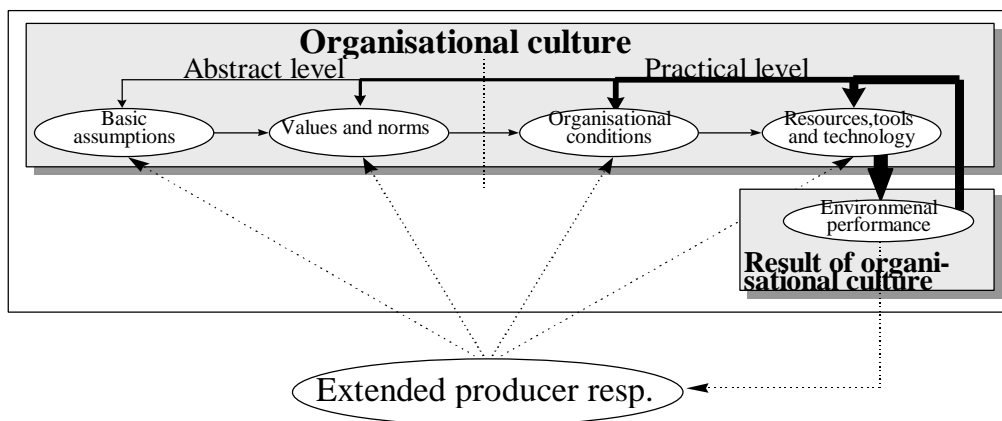 Organisational culture
Abstract level
Practical level
Basic
assumptions
Values and norms
Organisational
conditions
Resources,tools
and technology
Environmenal
performance
Result of organi-
sational culture
Extended producer resp.